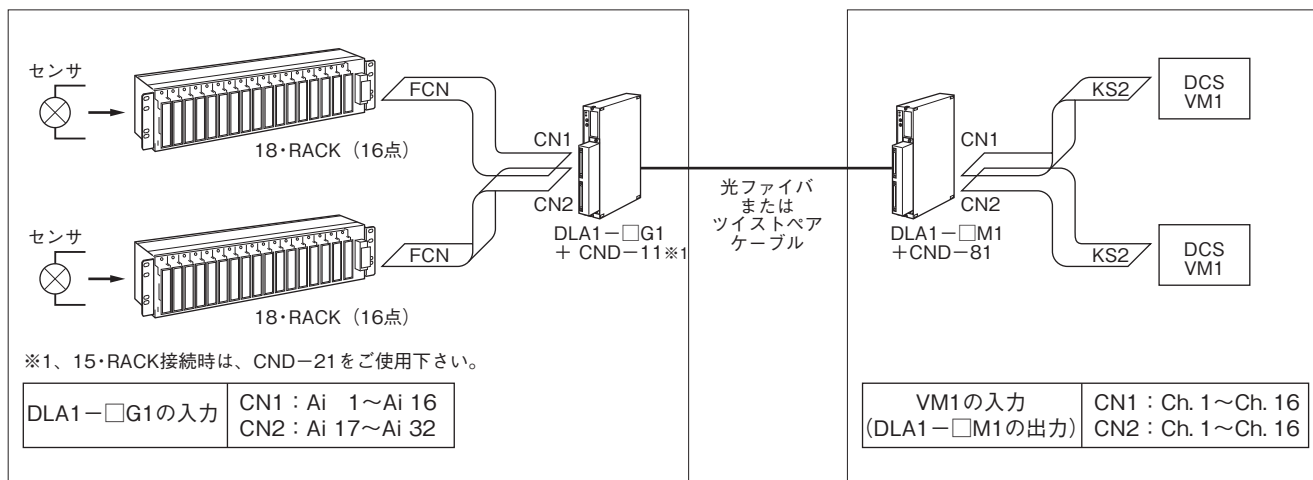 センサ
FCN
18・RACK（16点）
センサ
FCN
18・RACK（16点）
CN1
CN2
DLA1－□G1
＋ CND－11※1
※1、15・RACK接続時は、CND－21をご使用下さい。
DLA1－□G1の入力
CN1：Ai 1～Ai 16
CN2：Ai 17～Ai 32
光ファイバ
または
ツイストペア
ケーブル
CN1
CN2
DLA1－□M1
＋CND－81
KS2
DCS
VM1
KS2
DCS
VM1
VM1の入力
(DLA1－□M1の出力)
CN1：Ch. 1～Ch. 16
CN2：Ch. 1～Ch. 16